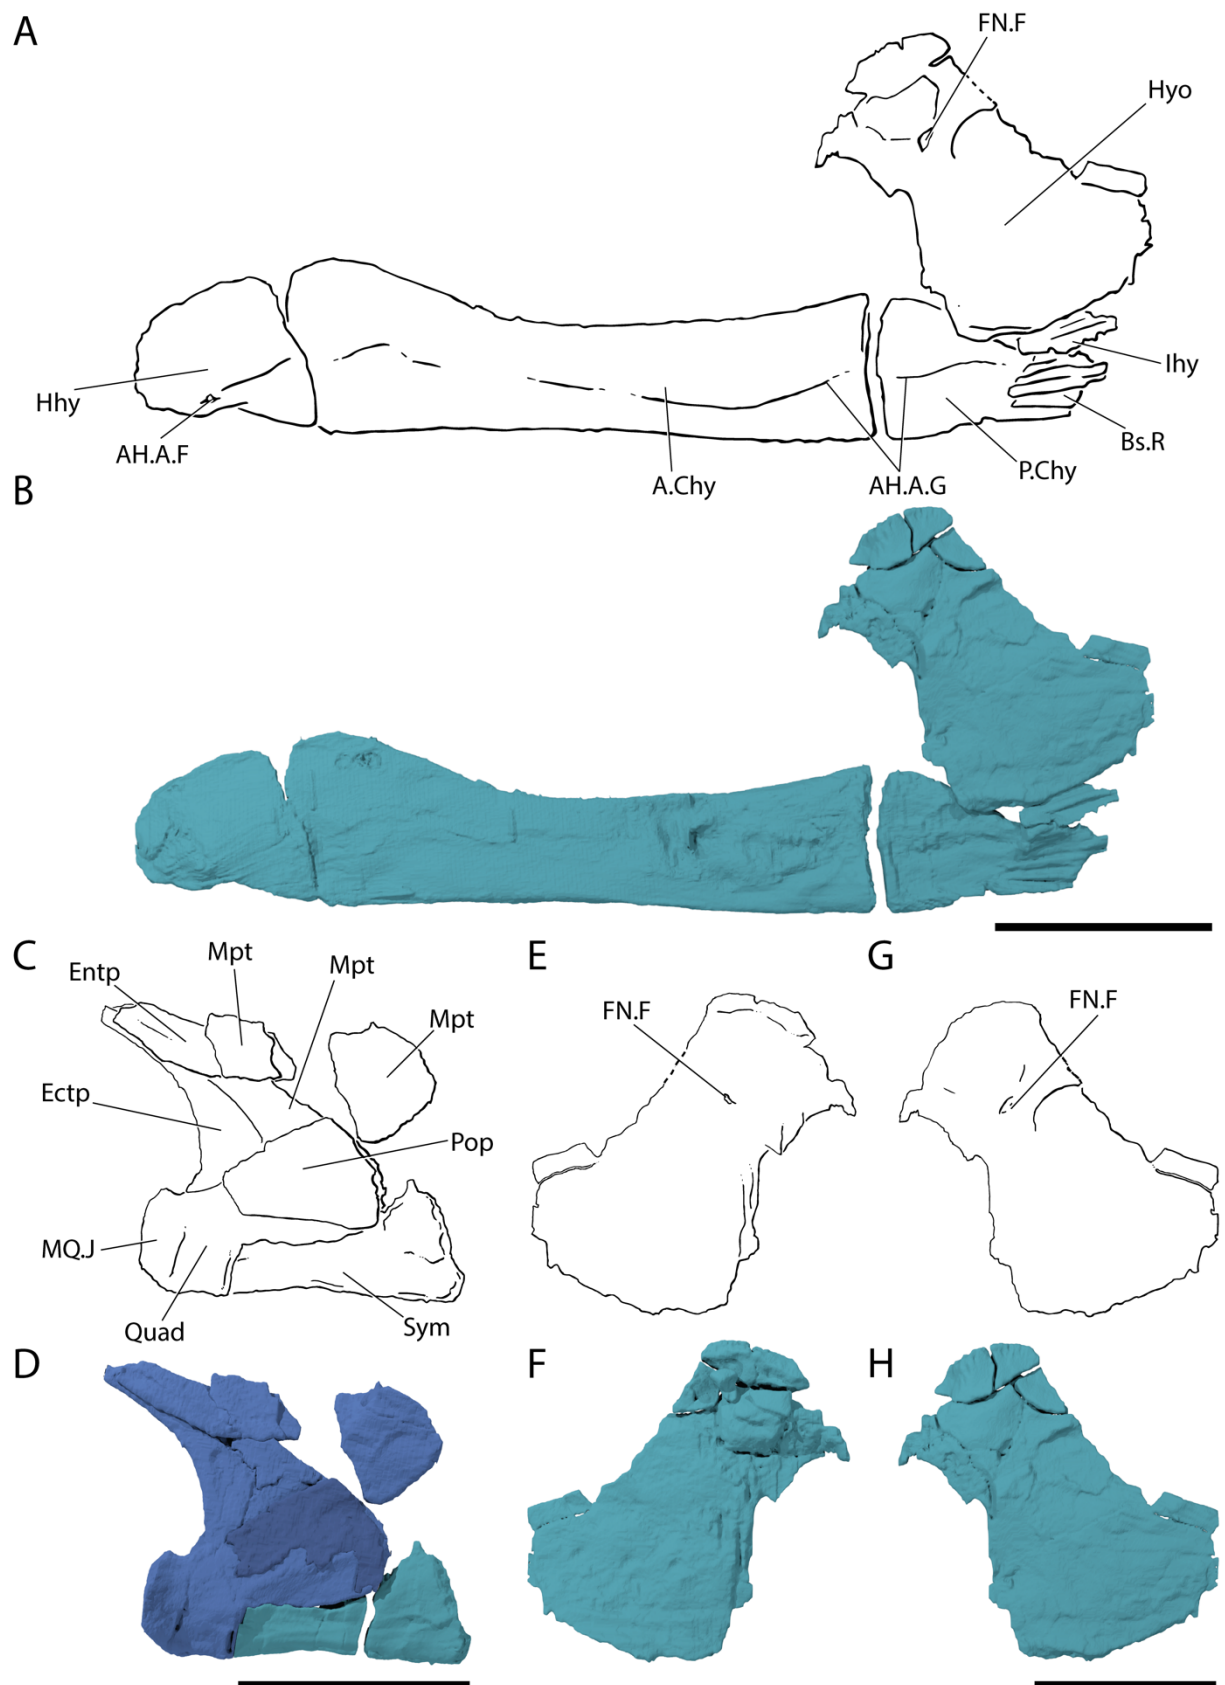 A
FN.F
Hyo
Hhy
AH.A.F
A.Chy
AH.A.G
P.Chy
Bs.R
Ihy
B
C
Entp
Mpt
Mpt
Mpt
Ectp
Pop
MQ.J
Quad
Sym
E
FN.F
G
FN.F
D
F
H